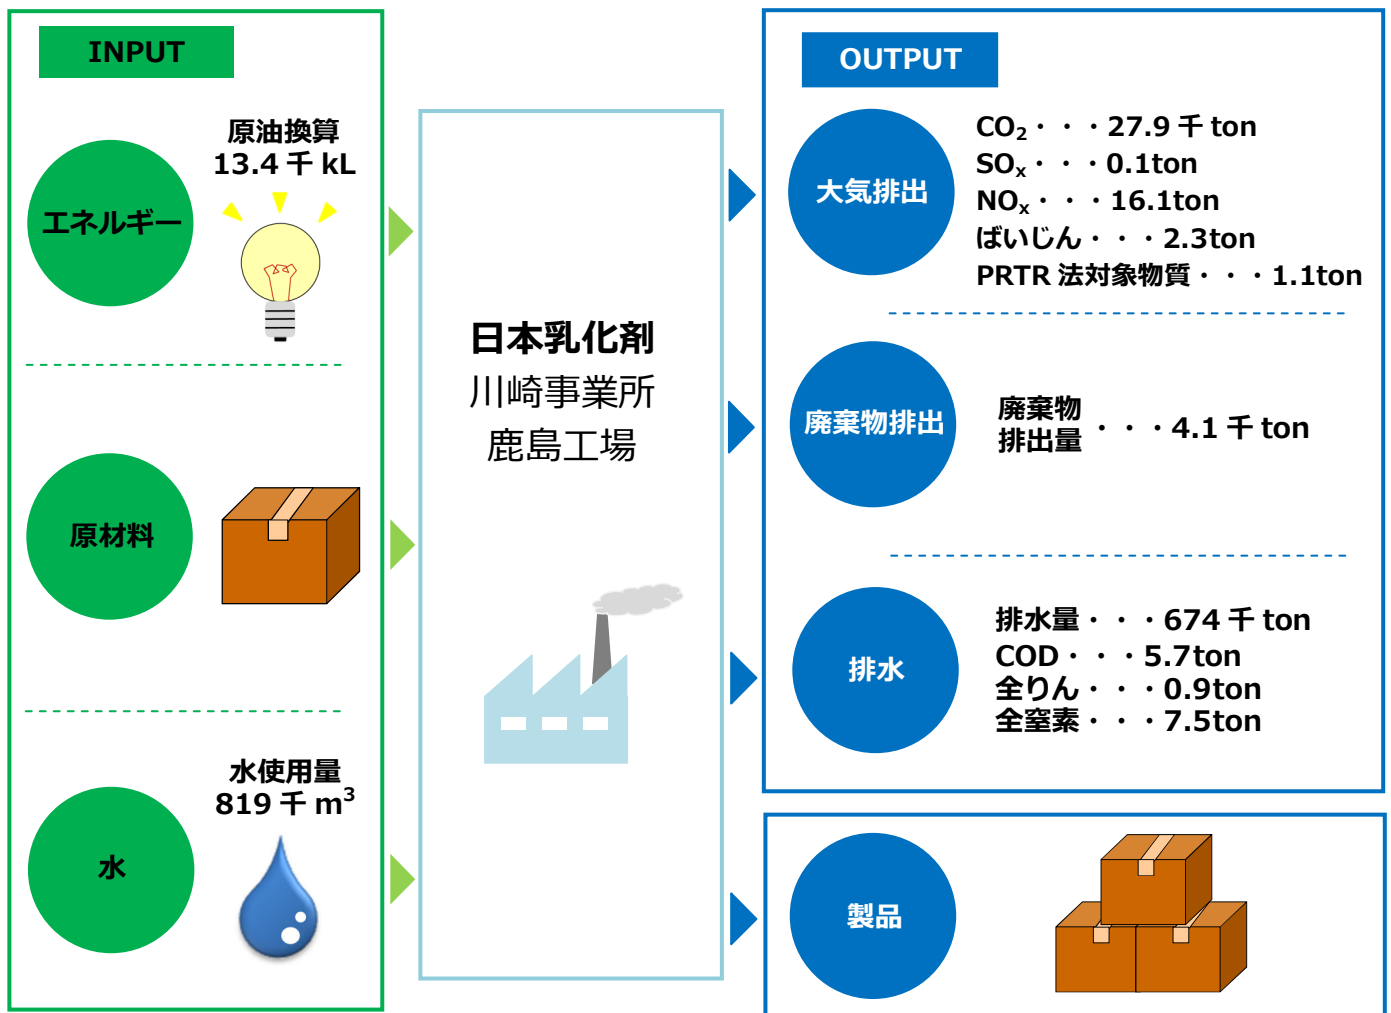 INPUT
エネルギー
原油換算
13.4 千 kL
原材料
水
水使用量
819 千 m³
日本乳化剤
川崎事業所
鹿島工場
OUTPUT
大気排出
CO₂・・・27.9 千 ton
SOₓ・・・0.1ton
NOₓ・・・16.1ton
ばいじん・・・2.3ton
PRTR 法対象物質・・・1.1ton
廃棄物排出
廃棄物
排出量・・・4.1 千 ton
排水
排水量・・・674 千 ton
COD・・・5.7ton
全りん・・・0.9ton
全窒素・・・7.5ton
製品